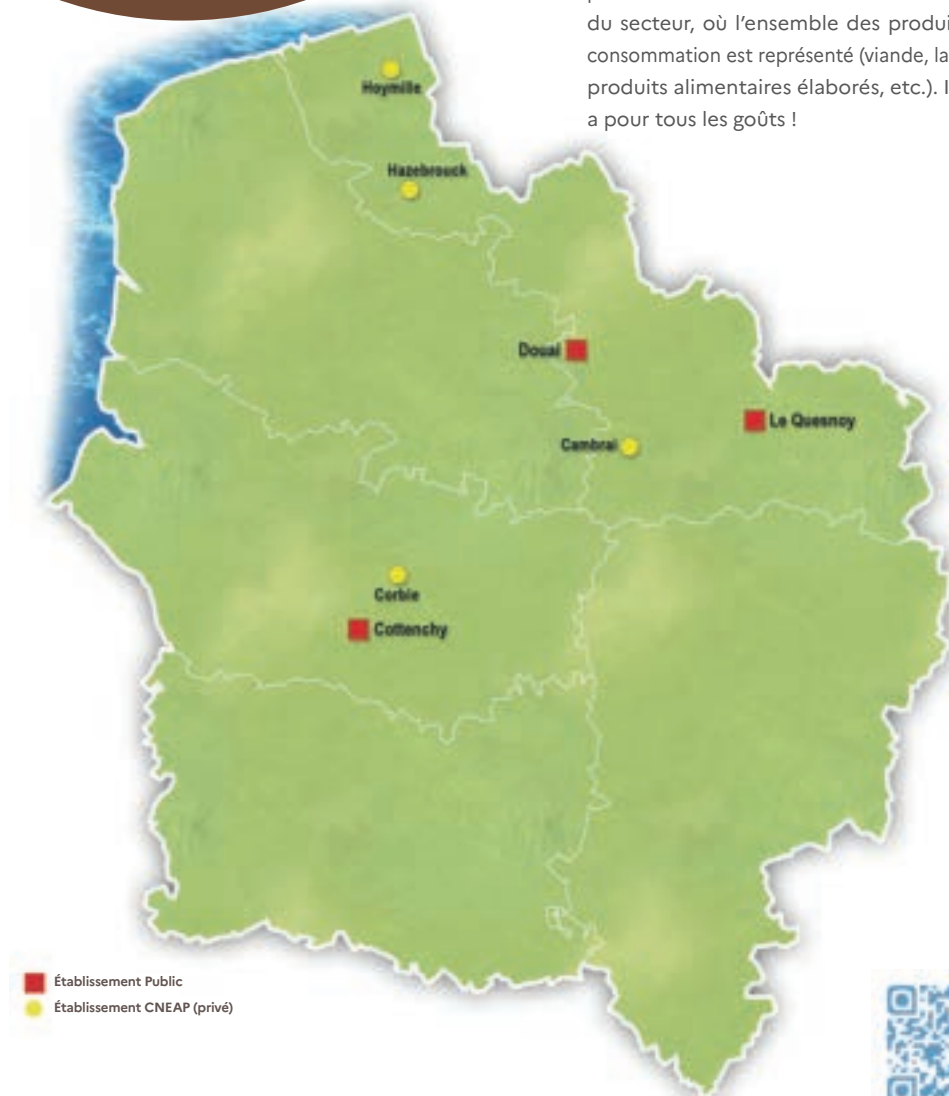 du secteur, où l'ensemble des produi
consommation est représenté (viande, la
produits alimentaires élaborés, etc.). I
a pour tous les goûts !
Hoymille
Hazebrouck
Douai
Le Quesnoy
Cambrai
Corbie
Cottenchy
Établissement Public
Établissement CNEAP (privé)